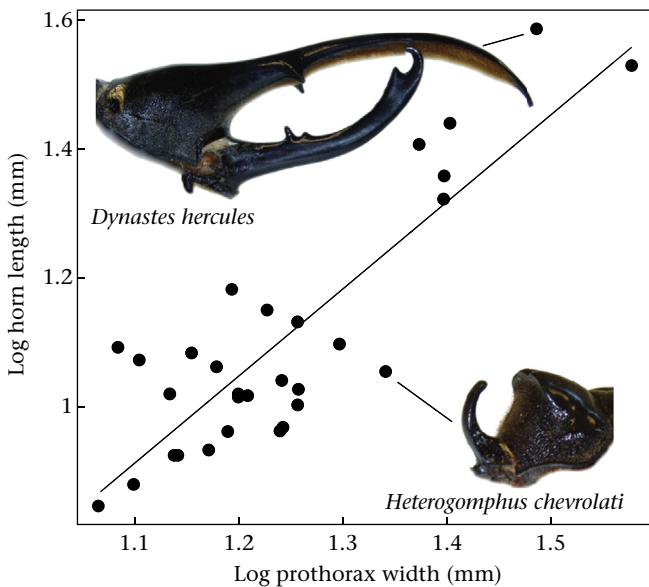 1.6
1.4
1.2
1
Log horn length (mm)
Dynastes hercules
Heterogomphus chevrolati
1.1
1.2
1.3
1.4
1.5
Log prothorax width (mm)